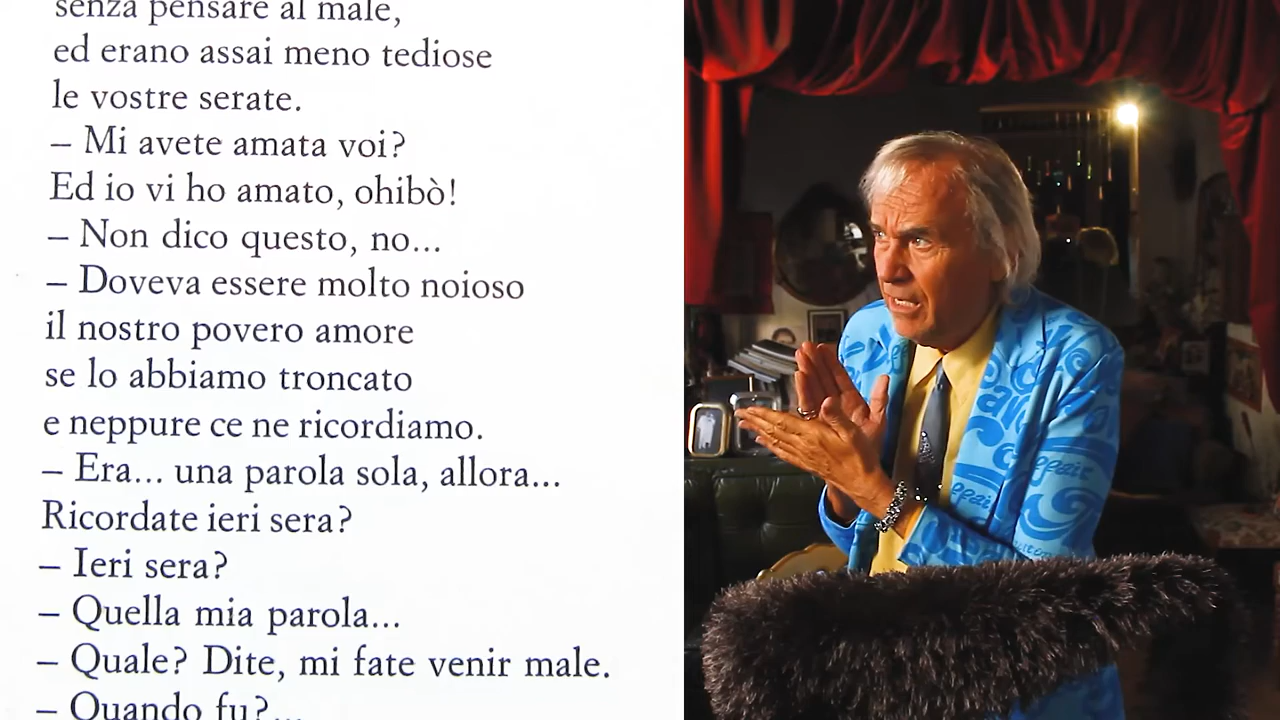 senza pensare al male,
ed erano assai meno tediose
le vostre serate.
– Mi avete amata voi?
Ed io vi ho amato, ohibò!
– Non dico questo, no...
– Doveva essere molto noioso
il nostro povero amore
se lo abbiamo troncato
e neppure ce ne ricordiamo.
– Era... una parola sola, allora...
Ricordate ieri sera?
– Ieri sera?
– Quella mia parola...
– Quale? Dite, mi fate venir male.
– Quando fu?...